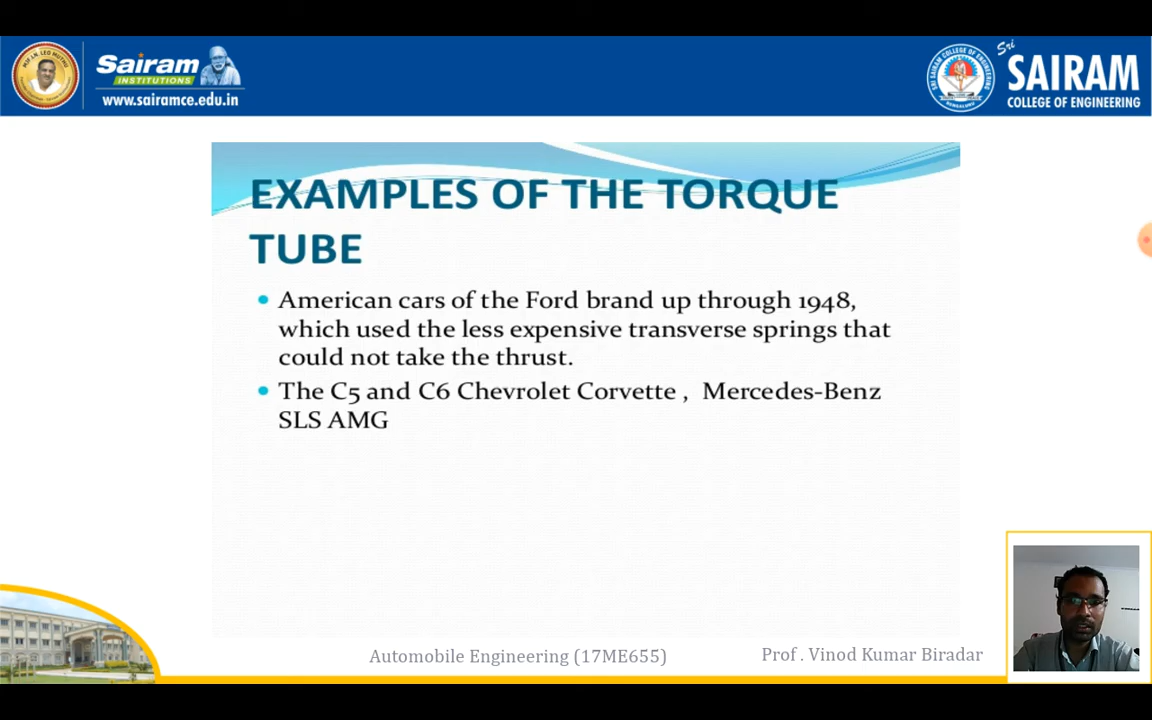 Sairam
INSTITUTIONS
www.sairamce.edu.in
Sri
SAIRAM
COLLEGE OF ENGINEERING
EXAMPLES OF THE TORQUE
TUBE
• American cars of the Ford brand up through 1948,
which used the less expensive transverse springs that
could not take the thrust.
• The C5 and C6 Chevrolet Corvette ,  Mercedes-Benz
SLS AMG
Automobile Engineering (17ME655)
Prof . Vinod Kumar Biradar